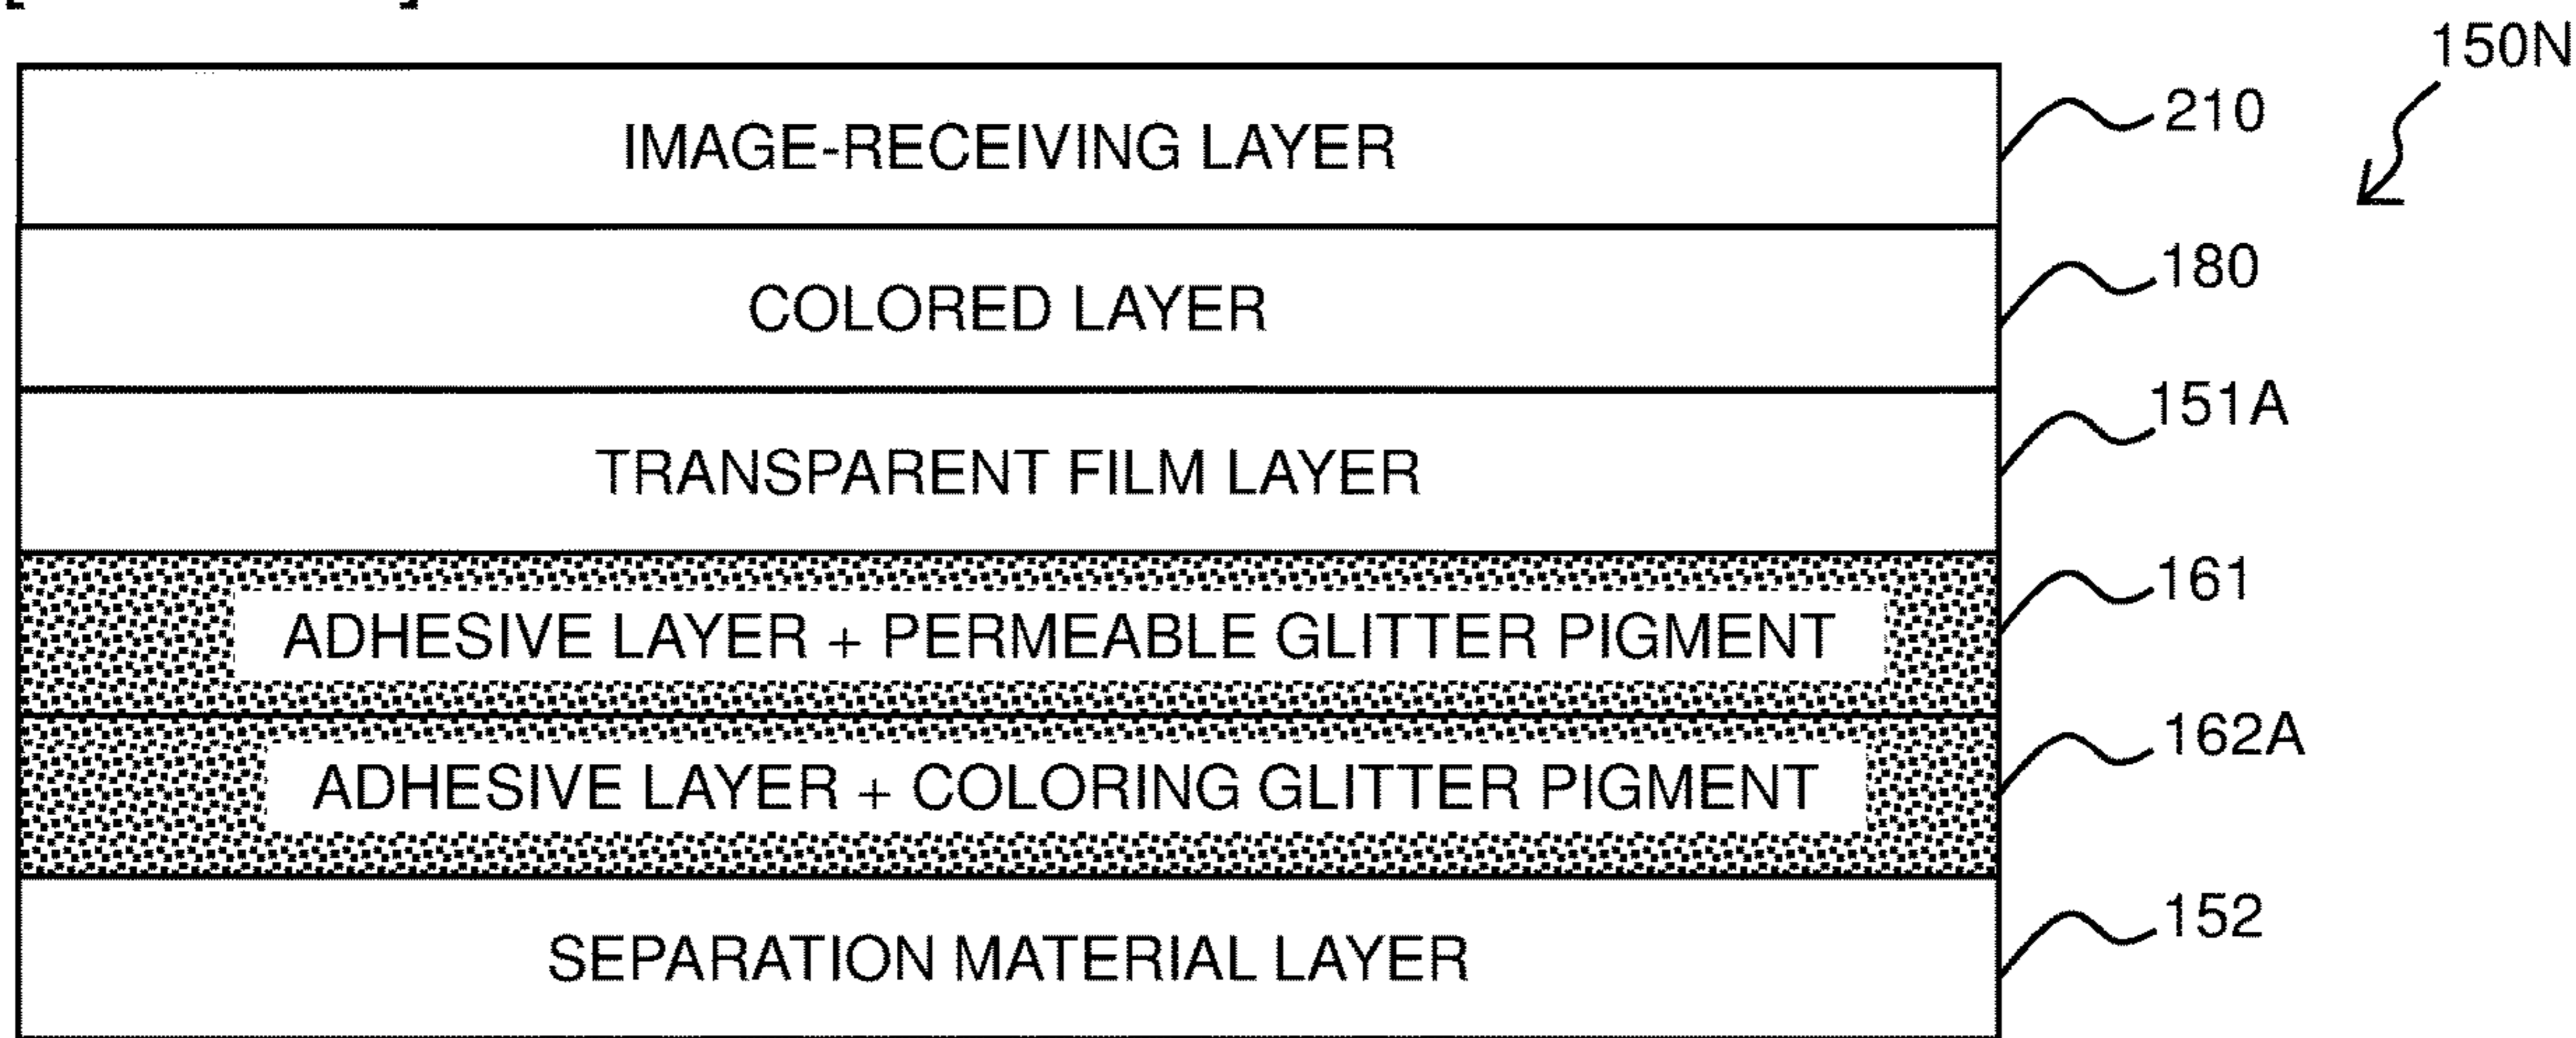 150N
IMAGE-RECEIVING LAYER 210
COLORED LAYER 180
TRANSPARENT FILM LAYER 151A
ADHESIVE LAYER + PERMEABLE GLITTER PIGMENT 161
ADHESIVE LAYER + COLORING GLITTER PIGMENT 162A
SEPARATION MATERIAL LAYER 152